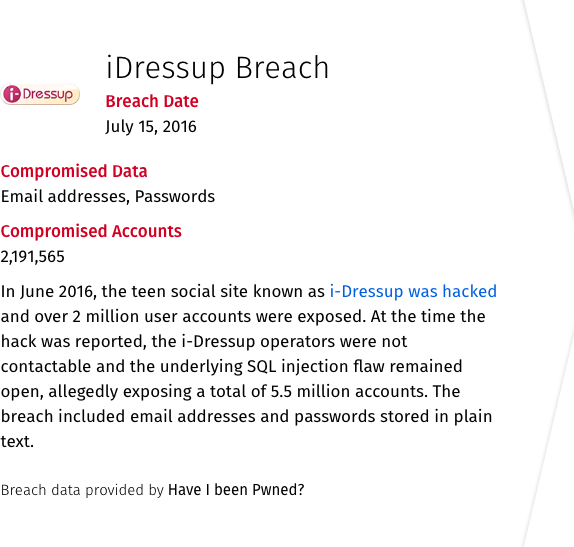 iDressup Breach
i-Dressup
Breach Date
July 15, 2016
Compromised Data
Email addresses, Passwords
Compromised Accounts
2,191,565
In June 2016, the teen social site known as i-Dressup was hacked
and over 2 million user accounts were exposed. At the time the
hack was reported, the i-Dressup operators were not
contactable and the underlying SQL injection flaw remained
open, allegedly exposing a total of 5.5 million accounts. The
breach included email addresses and passwords stored in plain
text.
Breach data provided by Have I been Pwned?